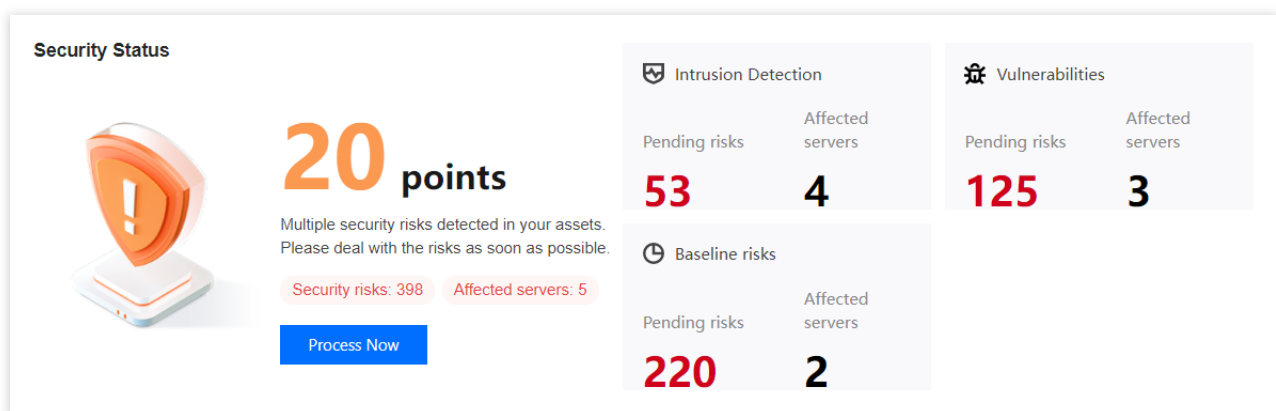 Security Status
20 points
Multiple security risks detected in your assets.
Please deal with the risks as soon as possible.
Security risks: 398
Affected servers: 5
Process Now
Intrusion Detection
Pending risks
Affected
servers
53
4
Vulnerabilities
Pending risks
Affected
servers
125
3
Baseline risks
Pending risks
Affected
servers
220
2